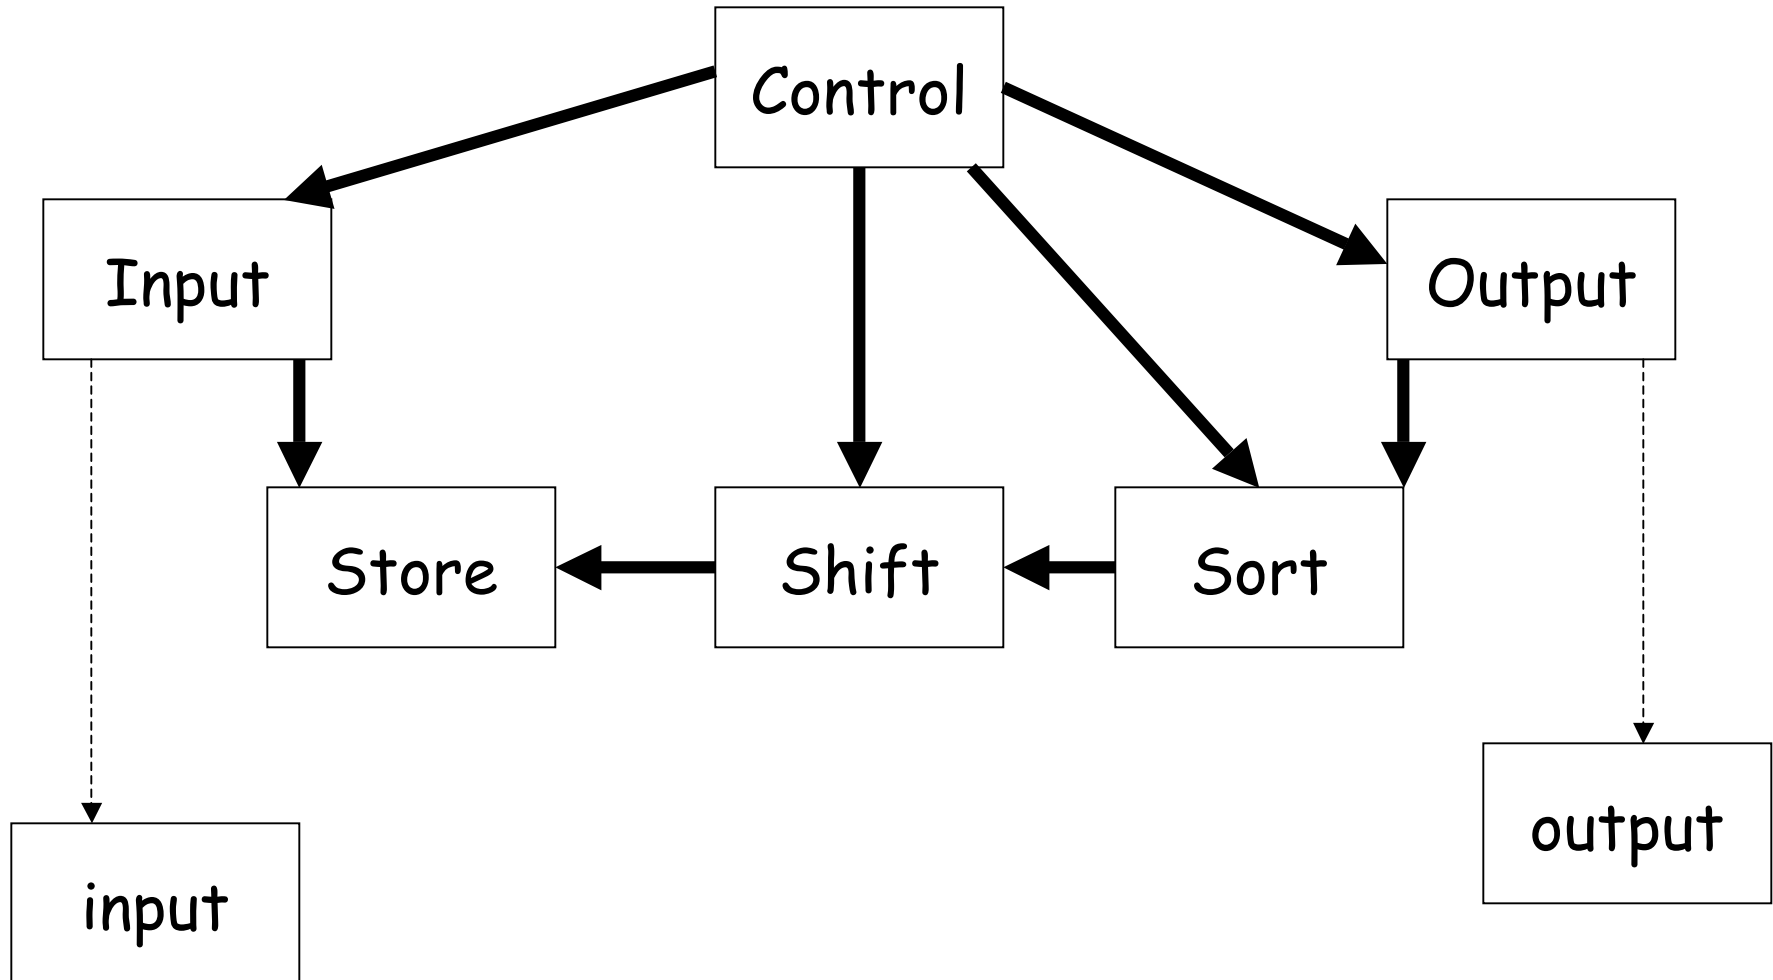 Control
Input
Output
Store
Shift
Sort
output
input